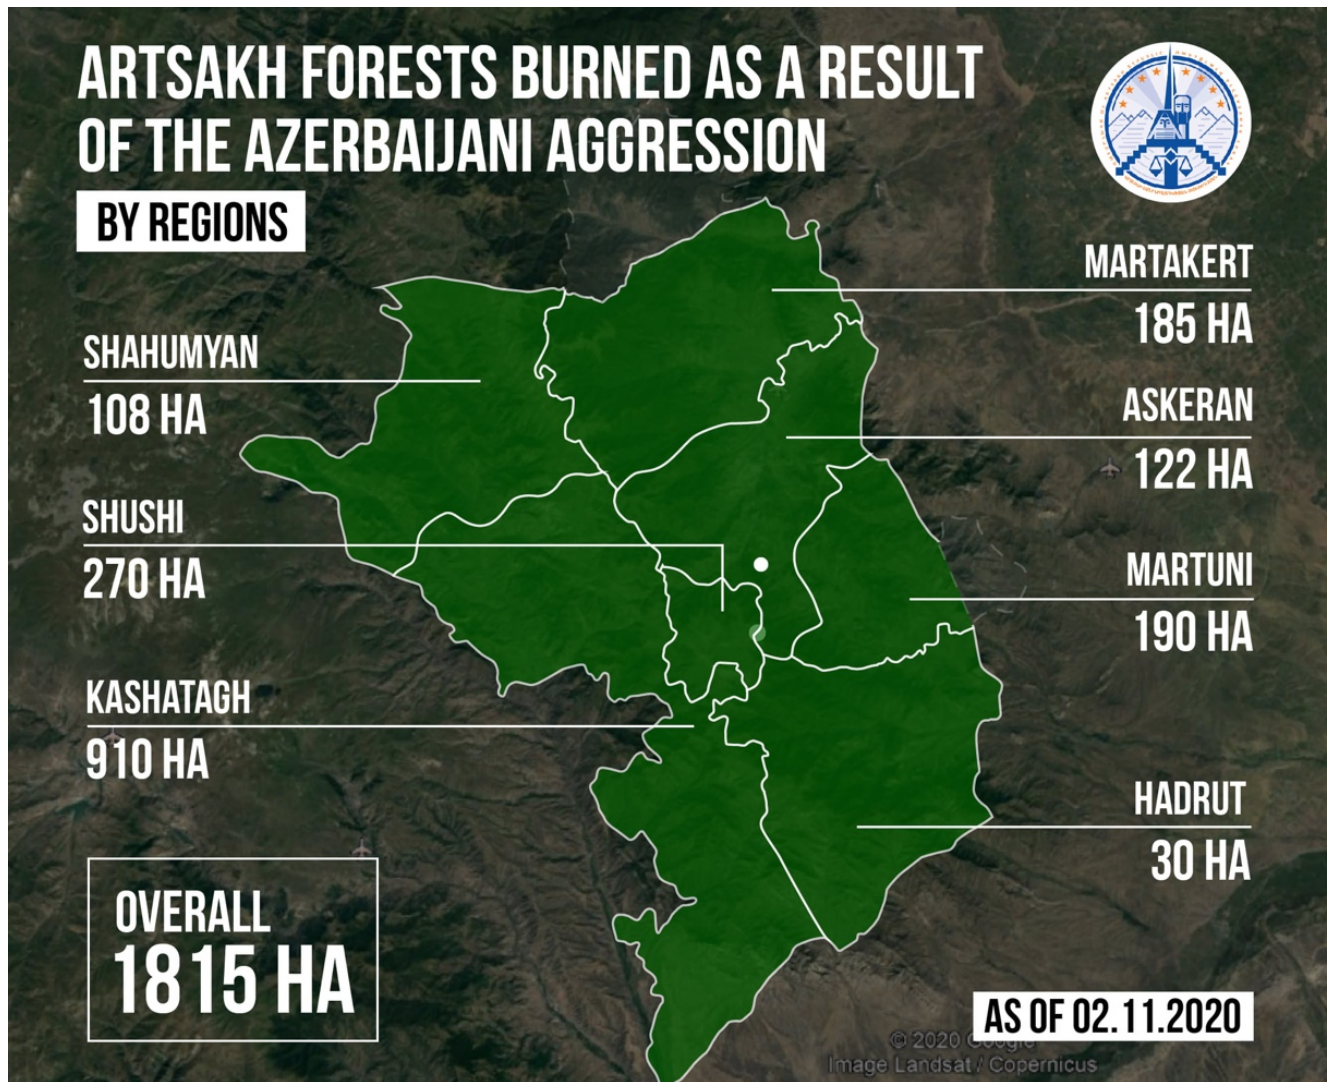 ARTSAKH FORESTS BURNED AS A RESULT
OF THE AZERBAIJANI AGGRESSION
BY REGIONS
SHAHUMYAN
108 HA
SHUSHI
270 HA
KASHATAGH
910 HA
OVERALL
1815 HA
MARTAKERT
185 HA
ASKERAN
122 HA
MARTUNI
190 HA
HADRUT
30 HA
AS OF 02.11.2020
© 2020 Google
Image Landsat / Copernicus